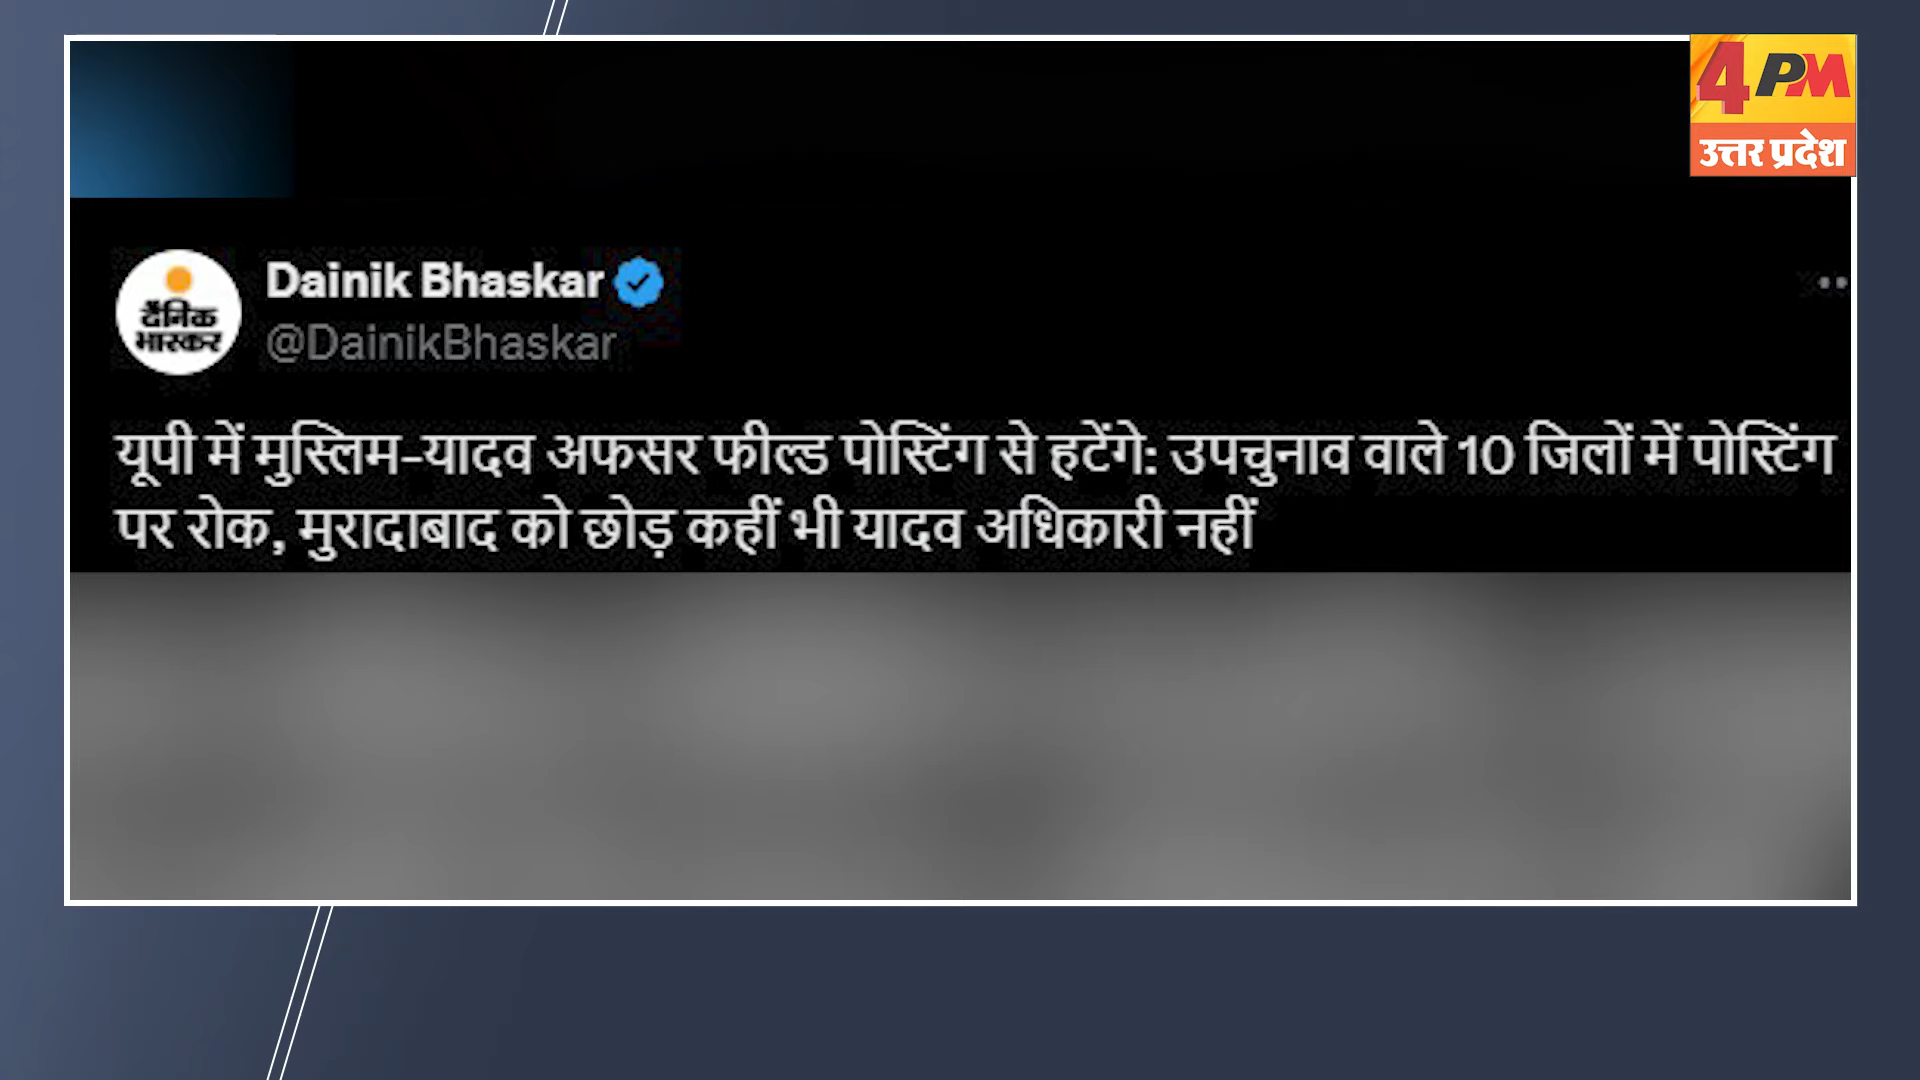 4PM
उत्तर प्रदेश
दैनिक
भास्कर
Dainik Bhaskar
@DainikBhaskar
यूपी में मुस्लिम-यादव अफसर फील्ड पोस्टिंग से हटेंगे: उपचुनाव वाले 10 जिलों में पोस्टिंग
पर रोक, मुरादाबाद को छोड़ कहीं भी यादव अधिकारी नहीं